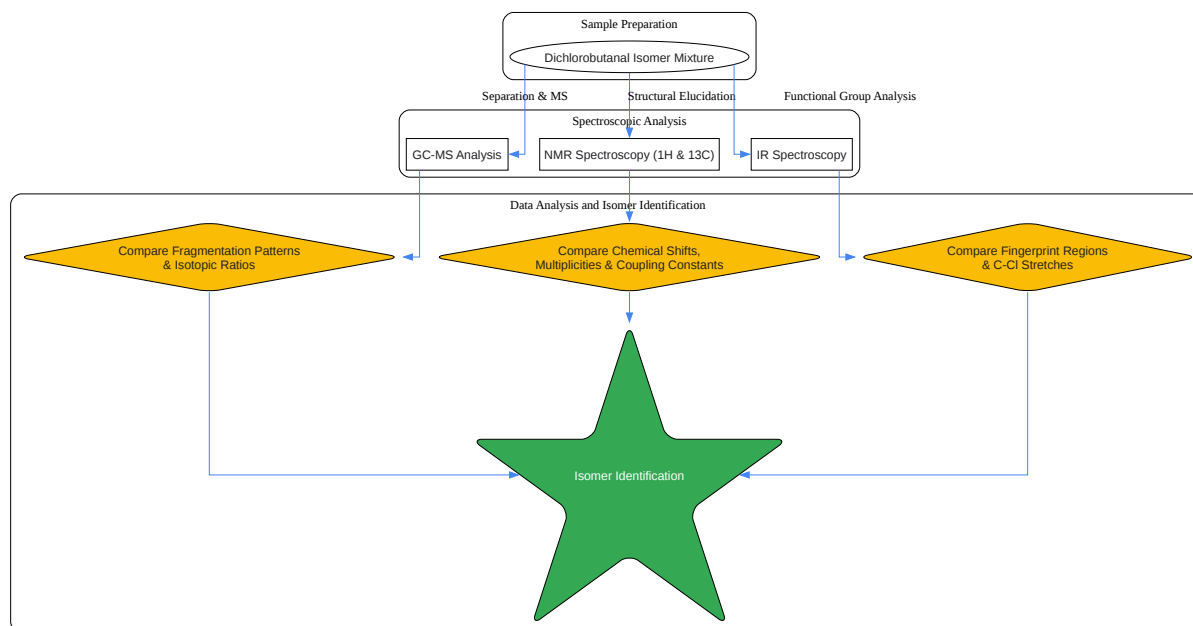 Sample Preparation
Dichlorobutanal Isomer Mixture
Separation & MS
Structural Elucidation
Functional Group Analysis
Spectroscopic Analysis
GC-MS Analysis
NMR Spectroscopy (1H & 13C)
IR Spectroscopy
Data Analysis and Isomer Identification
Compare Fragmentation Patterns
& Isotopic Ratios
Compare Chemical Shifts,
Multiplicities & Coupling Constants
Compare Fingerprint Regions
& C-Cl Stretches
Isomer Identification